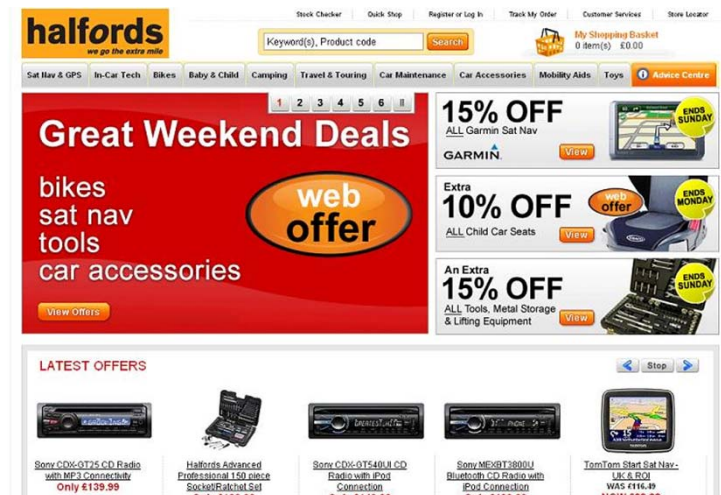 Stock Checker Quick Shop Register or Log In Track My Order Customer Services Store Locator
halfords
we go the extra mile
Keyword(s), Product code Search
My Shopping Basket
0 item(s) £0.00
Sat Nav & GPS In-Car Tech Bikes Baby & Child Camping Travel & Touring Car Maintenance Car Accessories Mobility Aids Toys Advice Centre
1 2 3 4 5 6 II
Great Weekend Deals
bikes
sat nav
tools
car accessories
web
offer
View Offers
15% OFF
ALL Garmin Sat Nav
GARMIN
View
ENDS
SUNDAY
Extra
10% OFF
ALL Child Car Seats
View
web
offer
ENDS
MONDAY
An Extra
15% OFF
ALL Tools, Metal Storage
& Lifting Equipment
View
ENDS
SUNDAY
LATEST OFFERS
Stop
Sony CDX-GT25 CD Radio
with MP3 Connectivity
Only £139.99
Halfords Advanced
Professional 150 piece
Socket/Ratchet Set
Sony CDX-GT540UI CD
Radio with iPod
Connection
Sony MEXBT3800U
Bluetooth CD Radio with
iPod Connection
TomTom Start Sat Nav -
UK & ROI
WAS £116.49